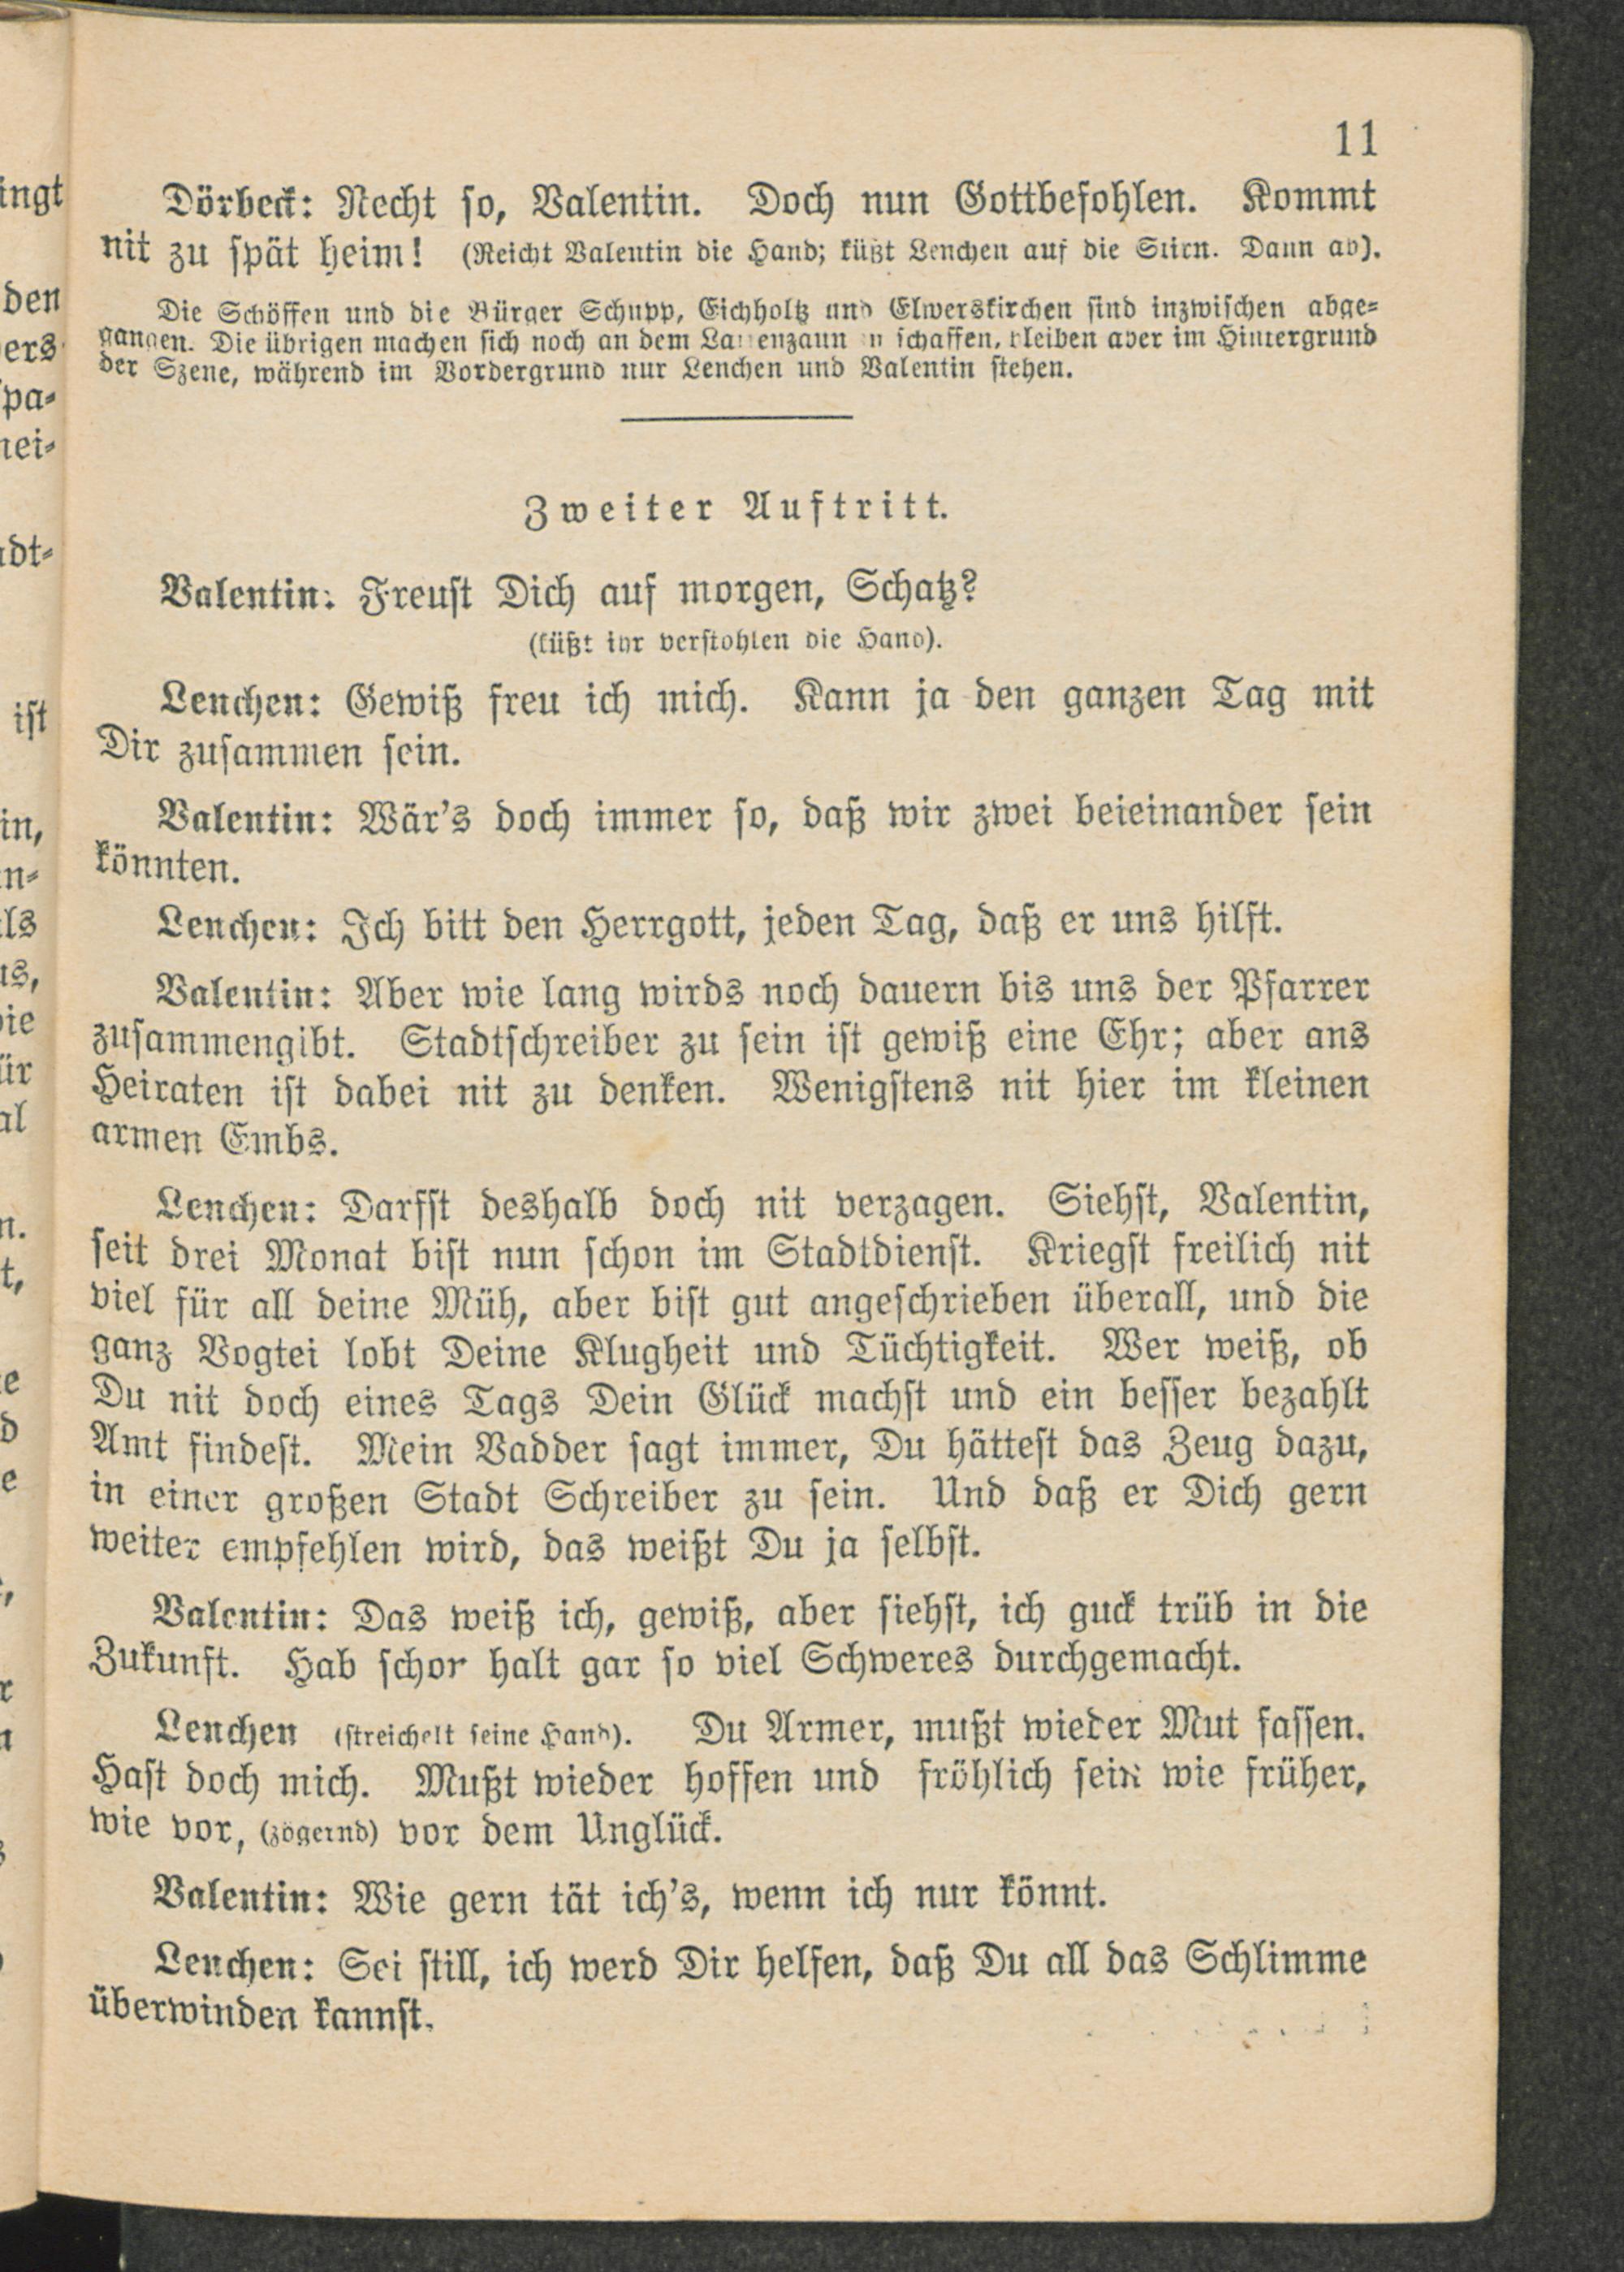 11
Dörbeck: Recht so, Valentin. Doch nun Gottbefohlen. Kommt
nit zu spät heim! (Reicht Valentin die Hand; küßt Lenchen auf die Stirn. Dann ab).
Die Schöffen und die Bürger Schupp, Eichholtz und Elwerskirchen sind inzwischen abge-
gangen. Die übrigen machen sich noch an dem Lattenzaun zu schaffen, bleiben aber im Hintergrund
der Szene, während im Vordergrund nur Lenchen und Valentin stehen.
Zweiter Auftritt.
Valentin: Freust Dich auf morgen, Schatz?
(küßt ihr verstohlen die Hand).
Lenchen: Gewiß freu ich mich. Kann ja den ganzen Tag mit
Dir zusammen sein.
Valentin: Wär's doch immer so, daß wir zwei beieinander sein
könnten.
Lenchen: Ich bitt den Herrgott, jeden Tag, daß er uns hilft.
Valentin: Aber wie lang wirds noch dauern bis uns der Pfarrer
zusammengibt. Stadtschreiber zu sein ist gewiß eine Ehr; aber ans
Heiraten ist dabei nit zu denken. Wenigstens nit hier im kleinen
armen Embs.
Lenchen: Darfst deshalb doch nit verzagen. Siehst, Valentin,
seit drei Monat bist nun schon im Stadtdienst. Kriegst freilich nit
viel für all deine Müh, aber bist gut angeschrieben überall, und die
ganz Vogtei lobt Deine Klugheit und Tüchtigkeit. Wer weiß, ob
Du nit doch eines Tags Dein Glück machst und ein besser bezahlt
Amt findest. Mein Vadder sagt immer, Du hättest das Zeug dazu,
in einer großen Stadt Schreiber zu sein. Und daß er Dich gern
weiter empfehlen wird, das weißt Du ja selbst.
Valentin: Das weiß ich, gewiß, aber siehst, ich guck trüb in die
Zukunft. Hab schon halt gar so viel Schweres durchgemacht.
Lenchen (streichelt seine Hand). Du Armer, mußt wieder Mut fassen.
Hast doch mich. Mußt wieder hoffen und fröhlich sein wie früher,
wie vor, (zögernd) vor dem Unglück.
Valentin: Wie gern tät ich's, wenn ich nur könnt.
Lenchen: Sei still, ich werd Dir helfen, daß Du all das Schlimme
überwinden kannst.